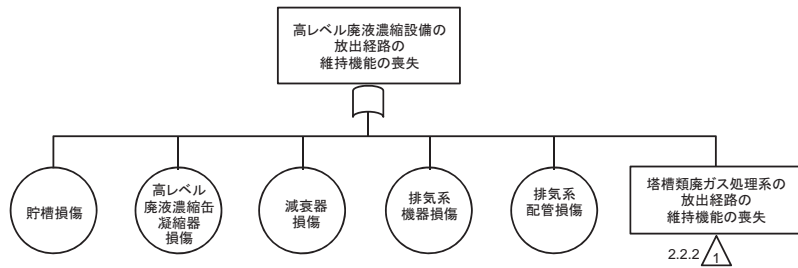 高レベル廃液濃縮設備の
放出経路の
維持機能の喪失
貯槽損傷
高レベル
廃液濃縮缶
凝縮器
損傷
減衰器
損傷
排気系
機器損傷
排気系
配管損傷
塔槽類廃ガス処理系の
放出経路の
維持機能の喪失
2.2.2 1